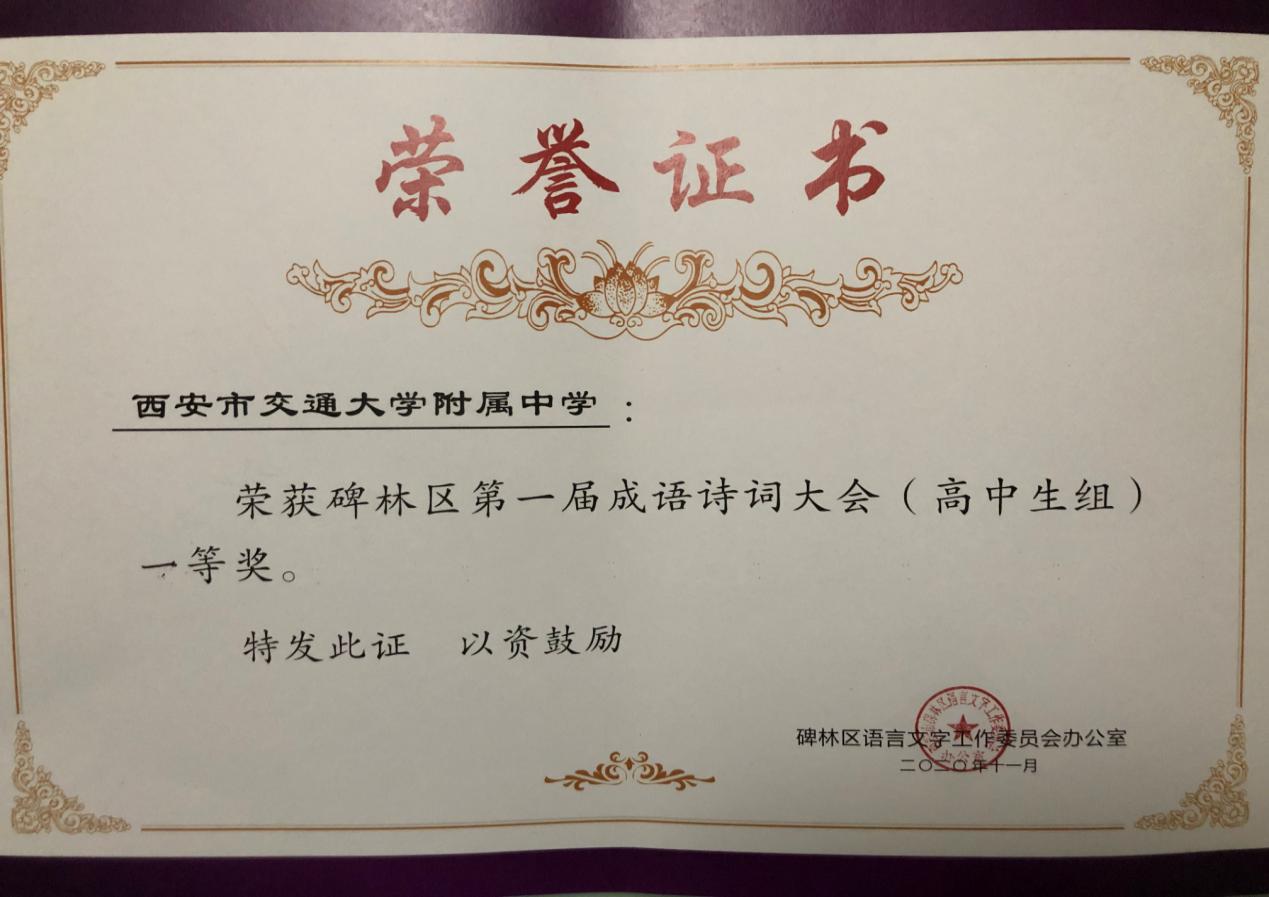 荣誉证书
西安市交通大学附属中学：
荣获碑林区第一届成语诗词大会（高中生组）
一等奖。
特发此证 以资鼓励
碑林区语言文字工作委员会办公室
二〇二〇年十一月
办公室